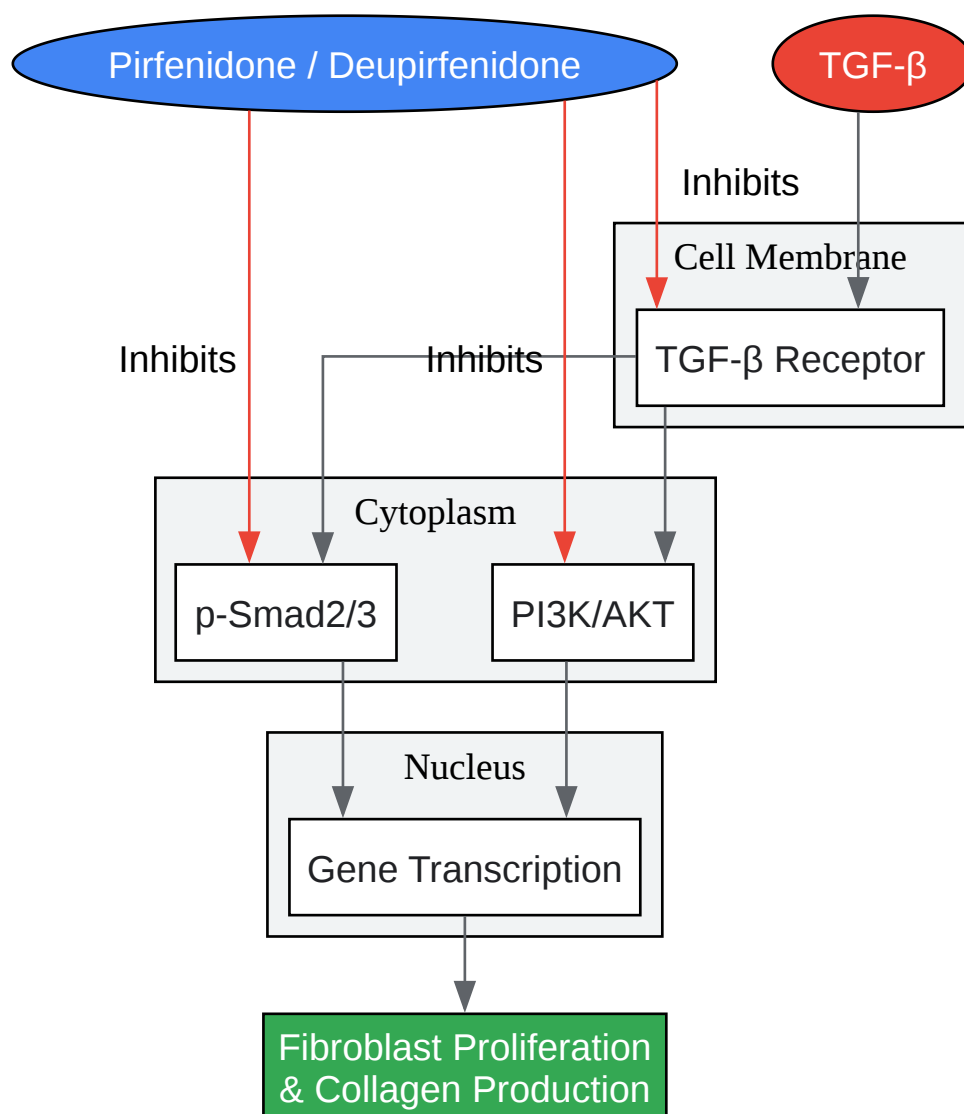 Pirfenidone / Deupirfenidone
TGF-β
Inhibits
Cell Membrane
Inhibits
Inhibits
TGF-β Receptor
Cytoplasm
p-Smad2/3
PI3K/AKT
Nucleus
Gene Transcription
Fibroblast Proliferation
& Collagen Production